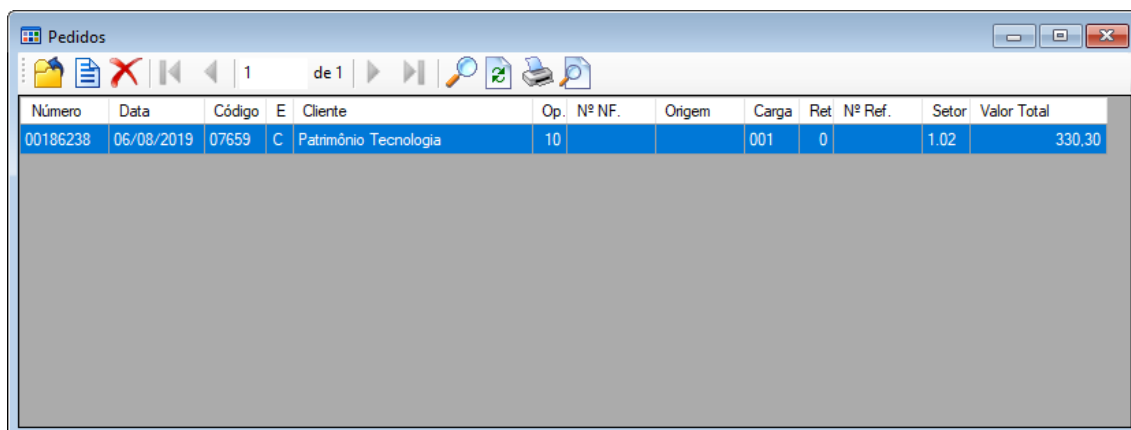 Pedidos
1 de 1
Número Data Código E Cliente Op. Nº NF. Origem Carga Ret Nº Ref. Setor Valor Total
00186238 06/08/2019 07659 C Patrimônio Tecnologia 10 001 0 1.02 330,30